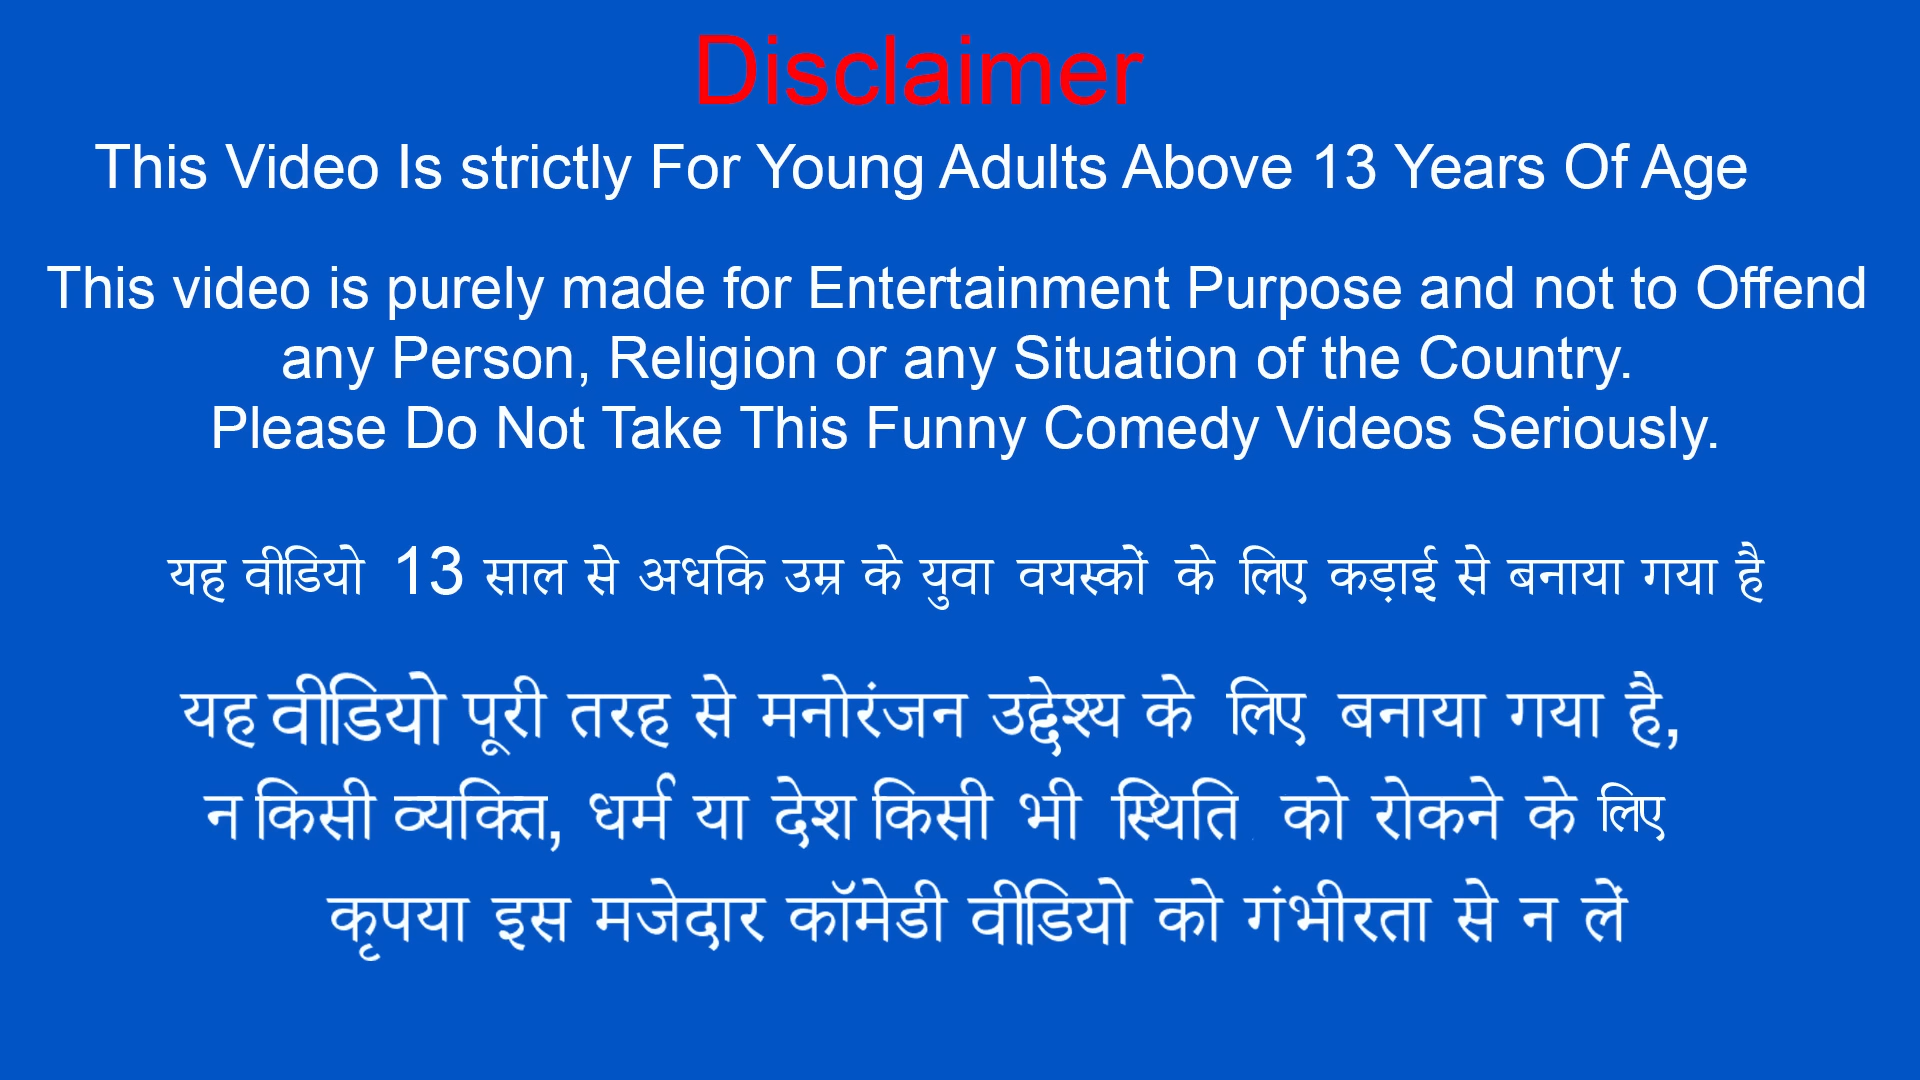 Disclaimer
This Video Is strictly For Young Adults Above 13 Years Of Age
This video is purely made for Entertainment Purpose and not to Offend
any Person, Religion or any Situation of the Country.
Please Do Not Take This Funny Comedy Videos Seriously.
यह वीडियो 13 साल से अधकि उम्र के युवा वयस्कों के लिए कड़ाई से बनाया गया है
यह वीडियो पूरी तरह से मनोरंजन उद्देश्य के लिए बनाया गया है,
न किसी व्यक्ति, धर्म या देश किसी भी स्थिति को रोकने के लिए
कृपया इस मजेदार कॉमेडी वीडियो को गंभीरता से न लें